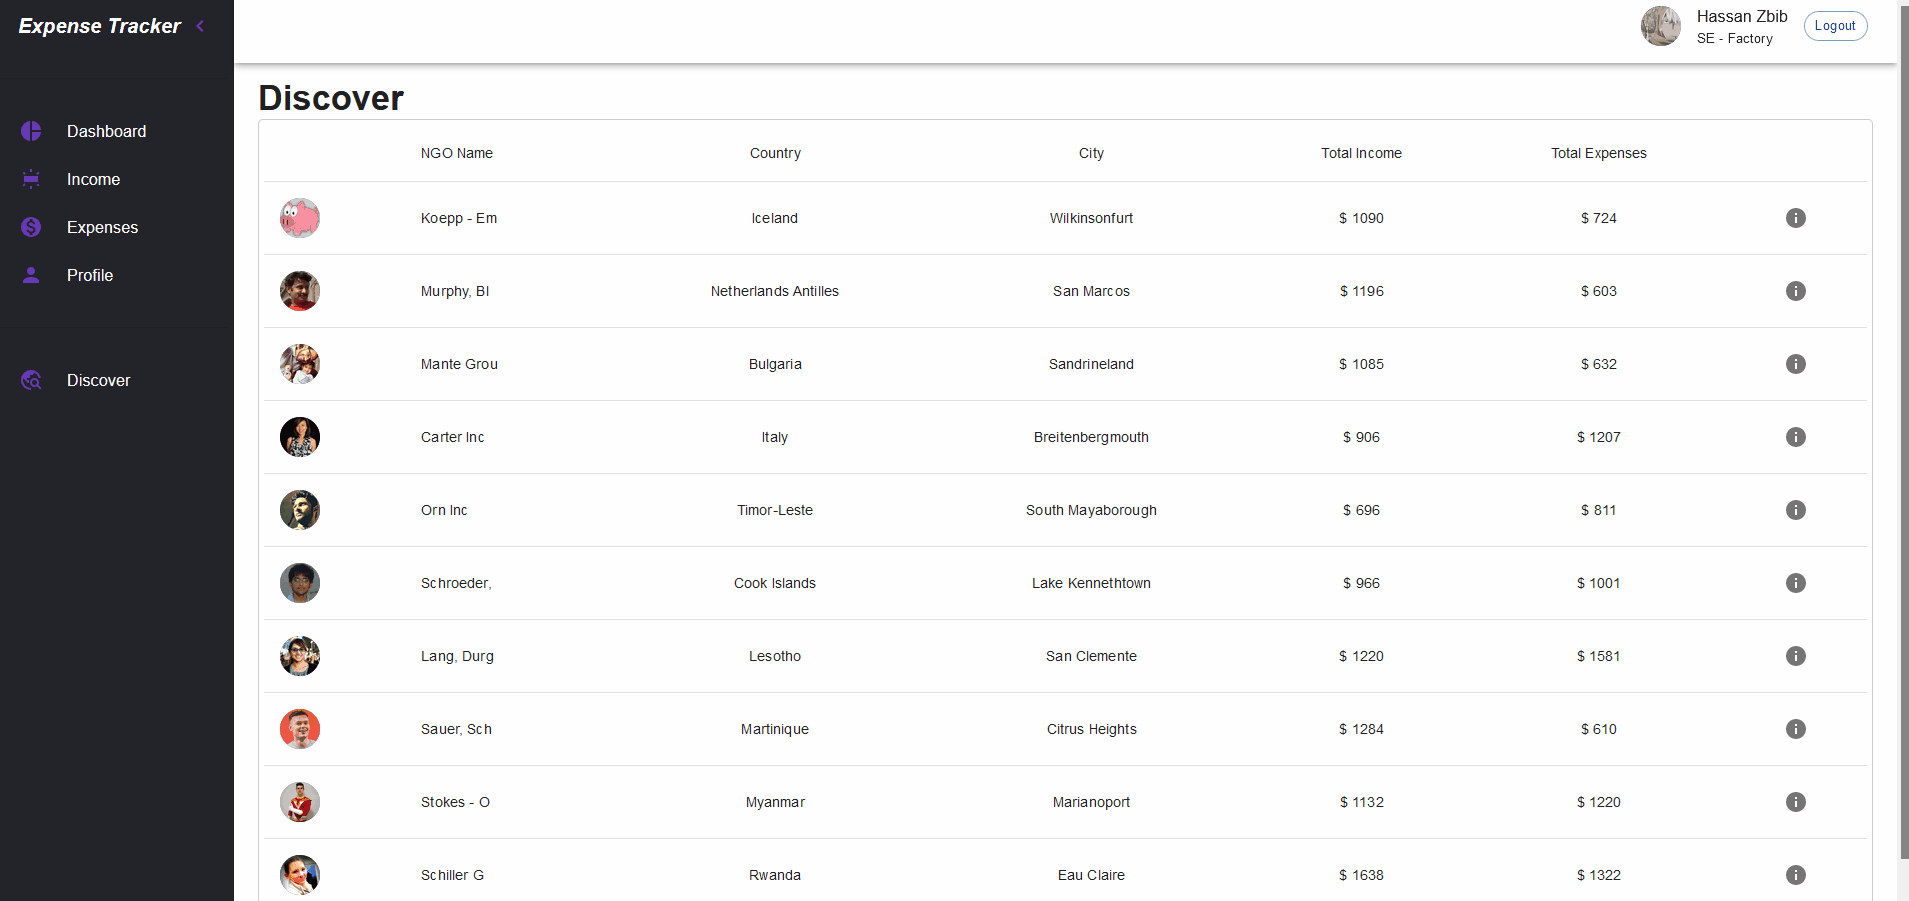 Expense Tracker
Hassan Zbib
SE - Factory
Logout
Dashboard
Income
Expenses
Profile
Discover
Discover
NGO Name Country City Total Income Total Expenses
Koepp - Em Iceland Wilkinsonfurt $ 1090 $ 724
Murphy, Bl Netherlands Antilles San Marcos $ 1196 $ 603
Mante Grou Bulgaria Sandrineland $ 1085 $ 632
Carter Inc Italy Breitenbergmouth $ 906 $ 1207
Orn Inc Timor-Leste South Mayaborough $ 696 $ 811
Schroeder, Cook Islands Lake Kennethtown $ 966 $ 1001
Lang, Durg Lesotho San Clemente $ 1220 $ 1581
Sauer, Sch Martinique Citrus Heights $ 1284 $ 610
Stokes - O Myanmar Marianoport $ 1132 $ 1220
Schiller G Rwanda Eau Claire $ 1638 $ 1322